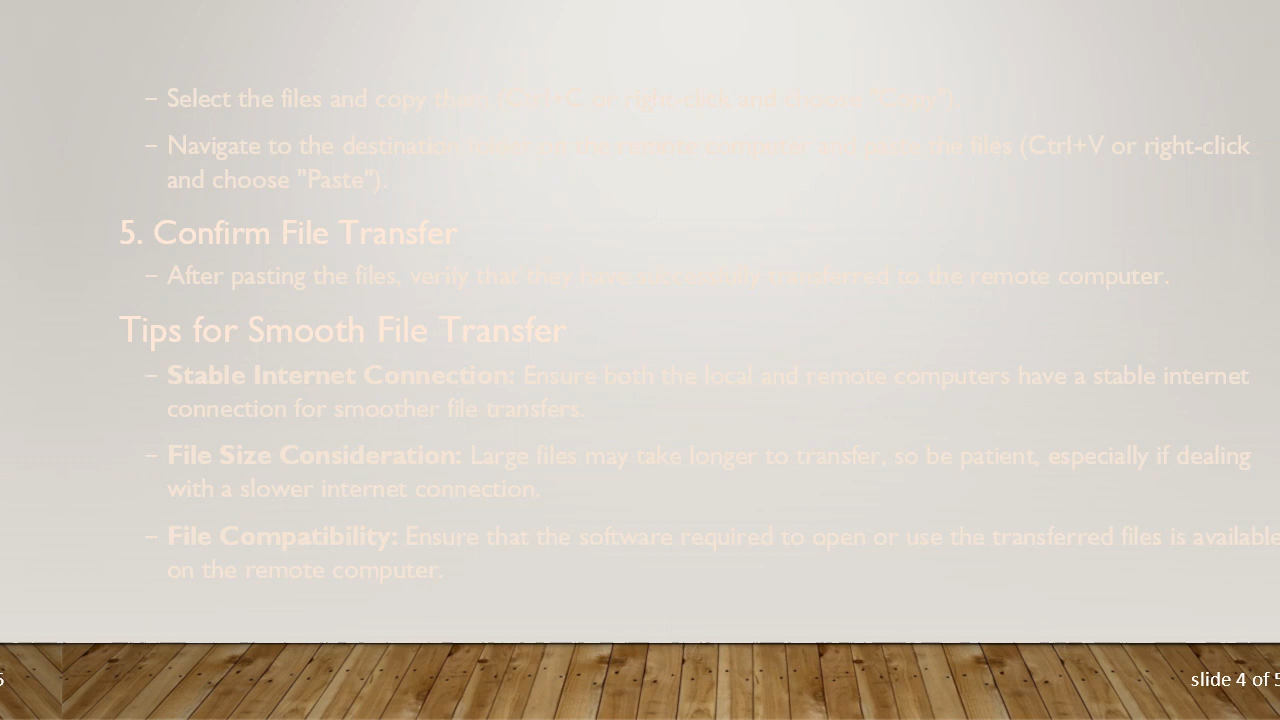 – Select the files and copy them (Ctrl+C or right-click and choose "Copy").
– Navigate to the destination folder on the remote computer and paste the files (Ctrl+V or right-click
and choose "Paste").
5. Confirm File Transfer
– After pasting the files, verify that they have successfully transferred to the remote computer.
Tips for Smooth File Transfer
– Stable Internet Connection: Ensure both the local and remote computers have a stable internet
connection for smoother file transfers.
– File Size Consideration: Large files may take longer to transfer, so be patient, especially if dealing
with a slower internet connection.
– File Compatibility: Ensure that the software required to open or use the transferred files is available
on the remote computer.
6 slide 4 of 5